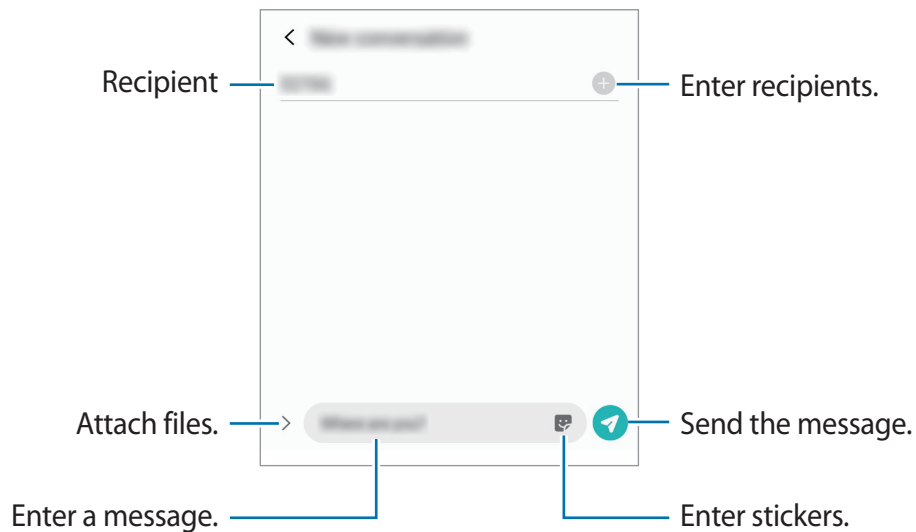 Recipient
Enter recipients.
Attach files.
Send the message.
Enter a message.
Enter stickers.